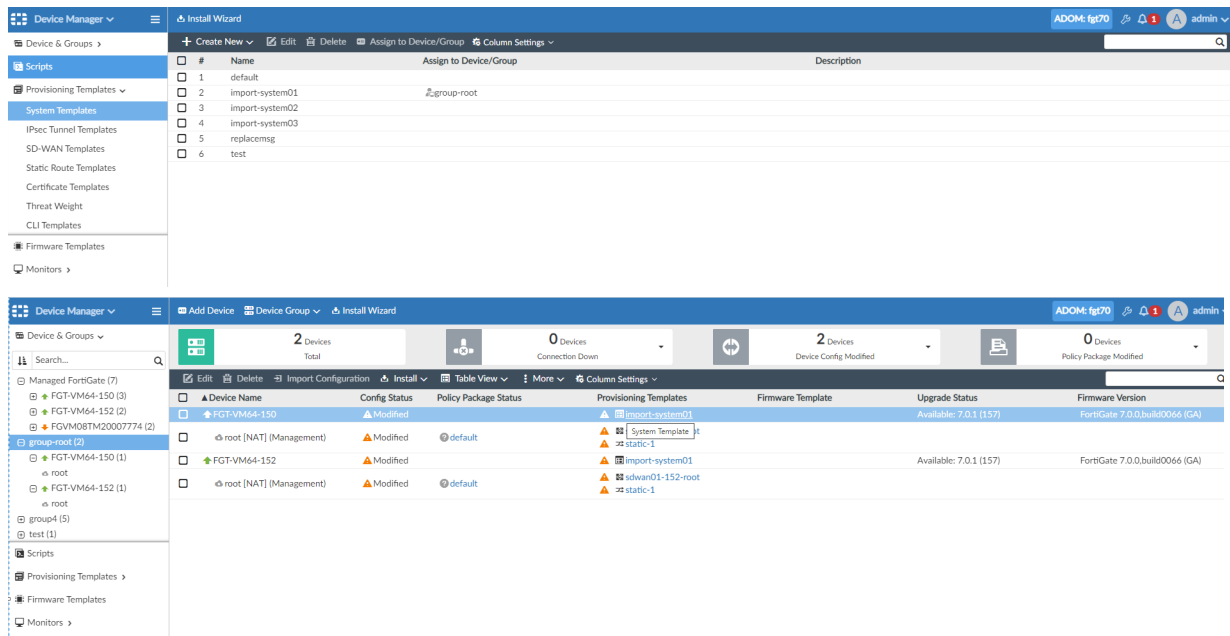 Device Manager
Install Wizard
ADOM: fgt70
1
A
admin
Device & Groups
Create New
Edit
Delete
Assign to Device/Group
Column Settings
Scripts
#
Name
Assign to Device/Group
Description
1
default
Provisioning Templates
2
import-system01
group-root
System Templates
3
import-system02
4
import-system03
IPsec Tunnel Templates
5
replacemsg
SD-WAN Templates
6
test
Static Route Templates
Certificate Templates
Threat Weight
CLI Templates
Firmware Templates
Monitors
Device Manager
Add Device
Device Group
Install Wizard
ADOM: fgt70
1
A
admin
Device & Groups
Search...
2 Devices
Total
0 Devices
Connection Down
2 Devices
Device Config Modified
0 Devices
Policy Package Modified
Managed FortiGate (7)
FGT-VM64-150 (3)
FGT-VM64-152 (2)
FGVM08TM20007774 (2)
group-root (2)
FGT-VM64-150 (1)
root
FGT-VM64-152 (1)
root
group4 (5)
test (1)
Scripts
Provisioning Templates
Firmware Templates
Monitors
Edit
Delete
Import Configuration
Install
Table View
More
Column Settings
Device Name
Config Status
Policy Package Status
Provisioning Templates
Firmware Template
Upgrade Status
Firmware Version
FGT-VM64-150
Modified
import-system01
Available: 7.0.1 (157)
FortiGate 7.0.0,build0066 (GA)
System Template
root [NAT] (Management)
Modified
default
static-1
FGT-VM64-152
Modified
import-system01
Available: 7.0.1 (157)
FortiGate 7.0.0,build0066 (GA)
root [NAT] (Management)
Modified
default
sdwan01-152-root
static-1